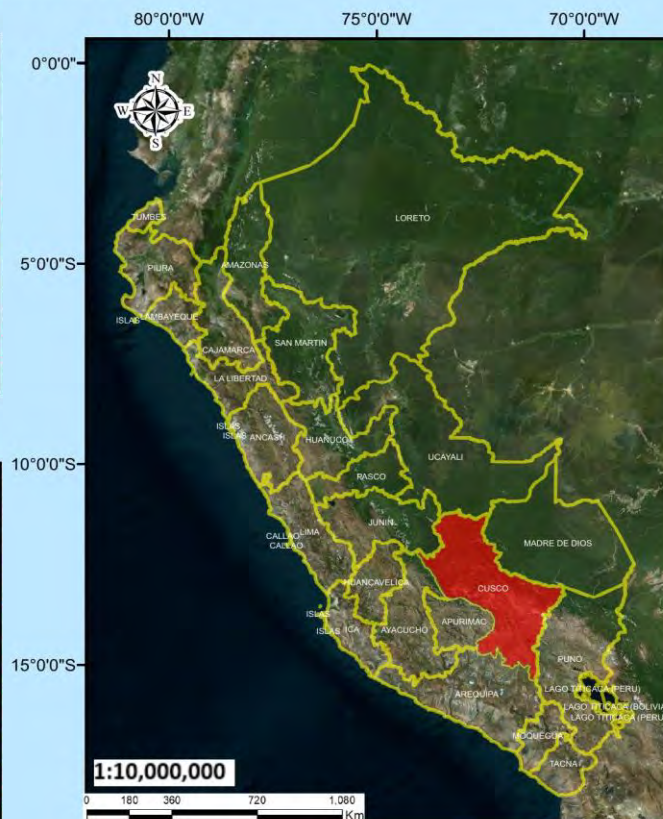 80°0'0"W 75°0'0"W 70°0'0"W
0°0'0"
N
W E
S
LORETO
TUMBES
5°0'0"S
PIURA
AMAZONAS
ISLAS
LAMBAYEQUE
SAN MARTIN
CAJAMARCA
LA LIBERTAD
ISLAS
ISLAS
ANCASH
HUANUCO
UCAYALI
10°0'0"S
PASCO
JUNIN
CALLAO
LIMA
CALLAO
MADRE DE DIOS
HUANCAVELICA
CUSCO
ISLAS
ISLAS
ICA
AYACUCHO
APURIMAC
15°0'0"S
PUNO
AREQUIPA
LAGO TITICACA (PERU)
LAGO TITICACA (BOLIVIA
LAGO TITICACA (PERU
MOQUEGUA
TACNA
1:10,000,000
0 180 360 720 1,080
Km